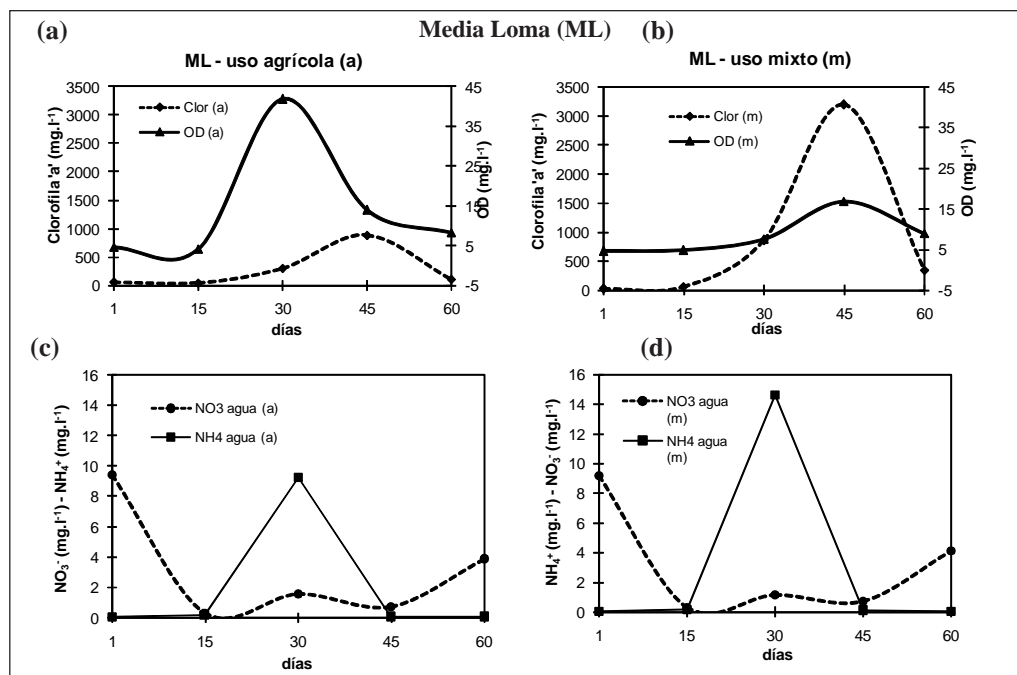 Media Loma (ML)
(a)
ML - uso agrícola (a)
Clor (a)
OD (a)
Clorofila 'a' (mg.l⁻¹)
3500
3000
2500
2000
1500
1000
500
0
OD (mg.l⁻¹)
45
35
25
15
5
-5
1 15 30 45 60
días
(b)
ML - uso mixto (m)
Clor (m)
OD (m)
Clorofila 'a' (mg.l⁻¹)
3500
3000
2500
2000
1500
1000
500
0
OD (mg.l⁻¹)
45
35
25
15
5
-5
1 15 30 45 60
días
(c)
NO3 agua (a)
NH4 agua (a)
NO₃⁻ (mg.l⁻¹) - NH₄⁺ (mg.l⁻¹)
16
14
12
10
8
6
4
2
0
1 15 30 45 60
días
(d)
NO3 agua
(m)
NH4 agua
(m)
NH₄⁺ (mg.l⁻¹) - NO₃⁻ (mg.l⁻¹)
16
14
12
10
8
6
4
2
0
1 15 30 45 60
días